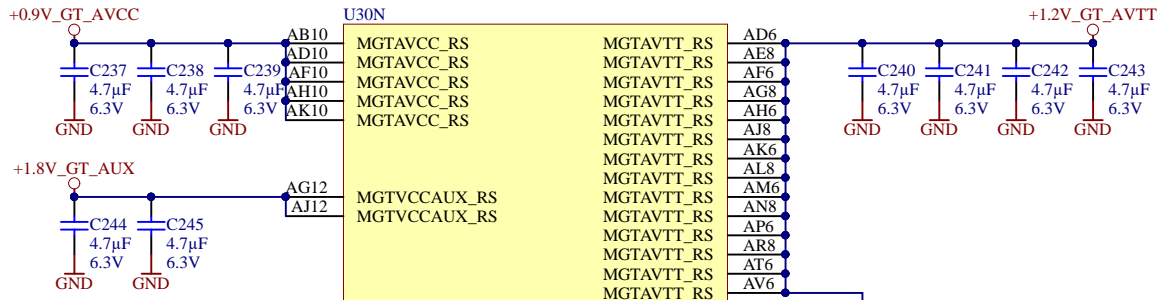 +0.9V_GT_AVCC
U30N
+1.2V_GT_AVTT
AB10 MGTAVCC_RS MGTAVTT_RS AD6
AD10 MGTAVCC_RS MGTAVTT_RS AE8
C237 C238 C239 AF10 MGTAVCC_RS MGTAVTT_RS AF6 C240 C241 C242 C243
4.7µF 4.7µF 4.7µF AH10 MGTAVCC_RS MGTAVTT_RS AG8 4.7µF 4.7µF 4.7µF 4.7µF
6.3V 6.3V 6.3V AK10 MGTAVCC_RS MGTAVTT_RS AH6 6.3V 6.3V 6.3V 6.3V
GND GND GND MGTAVTT_RS AJ8 GND GND GND GND
MGTAVTT_RS AK6
+1.8V_GT_AUX MGTAVTT_RS AL8
AG12 MGTVCCAUX_RS MGTAVTT_RS AM6
AJ12 MGTVCCAUX_RS MGTAVTT_RS AN8
C244 C245 MGTAVTT_RS AP6
4.7µF 4.7µF MGTAVTT_RS AR8
6.3V 6.3V MGTAVTT_RS AT6
GND GND MGTAVTT_RS AV6